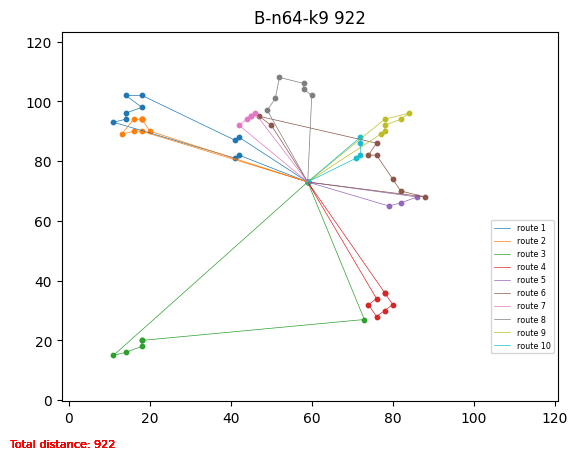 B-n64-k9 922
120
100
80
60
40
20
0
route 1
route 2
route 3
route 4
route 5
route 6
route 7
route 8
route 9
route 10
0 20 40 60 80 100 120
Total distance: 922